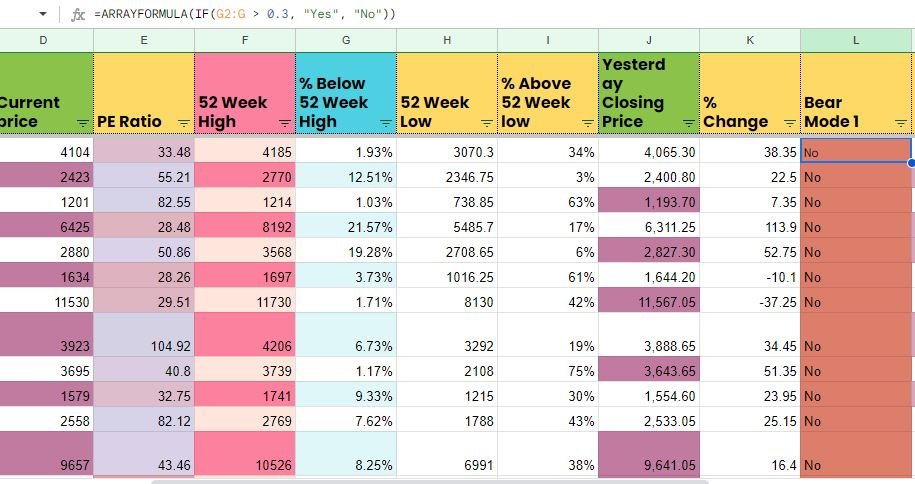 fx =ARRAYFORMULA(IF(G2:G > 0.3, "Yes", "No"))
D E F G H I J K L
Current price PE Ratio 52 Week High % Below 52 Week High 52 Week Low % Above 52 Week low Yesterday Closing Price % Change Bear Mode 1
4104 33.48 4185 1.93% 3070.3 34% 4,065.30 38.35 No
2423 55.21 2770 12.51% 2346.75 3% 2,400.80 22.5 No
1201 82.55 1214 1.03% 738.85 63% 1,193.70 7.35 No
6425 28.48 8192 21.57% 5485.7 17% 6,311.25 113.9 No
2880 50.86 3568 19.28% 2708.65 6% 2,827.30 52.75 No
1634 28.26 1697 3.73% 1016.25 61% 1,644.20 -10.1 No
11530 29.51 11730 1.71% 8130 42% 11,567.05 -37.25 No
3923 104.92 4206 6.73% 3292 19% 3,888.65 34.45 No
3695 40.8 3739 1.17% 2108 75% 3,643.65 51.35 No
1579 32.75 1741 9.33% 1215 30% 1,554.60 23.95 No
2558 82.12 2769 7.62% 1788 43% 2,533.05 25.15 No
9657 43.46 10526 8.25% 6991 38% 9,641.05 16.4 No